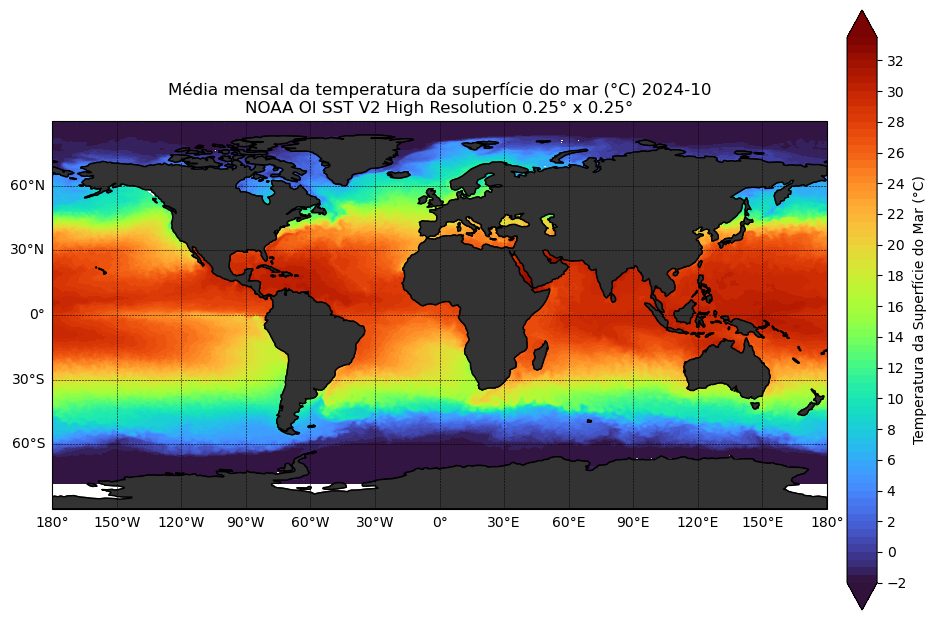 Média mensal da temperatura da superfície do mar (°C) 2024-10
NOAA OI SST V2 High Resolution 0.25° x 0.25°
60°N
30°N
0°
30°S
60°S
180°
150°W
120°W
90°W
60°W
30°W
0°
30°E
60°E
90°E
120°E
150°E
180°
32
30
28
26
24
22
20
18
16
14
12
10
8
6
4
2
0
−2
Temperatura da Superfície do Mar (°C)